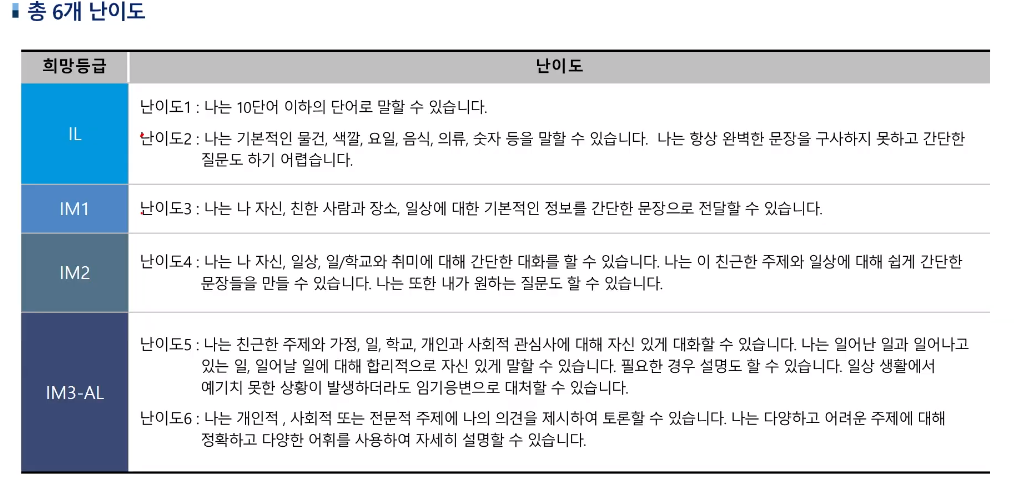 총 6개 난이도
희망등급
난이도
IL
난이도1 : 나는 10단어 이하의 단어로 말할 수 있습니다.
난이도2 : 나는 기본적인 물건, 색깔, 요일, 음식, 의류, 숫자 등을 말할 수 있습니다. 나는 항상 완벽한 문장을 구사하지 못하고 간단한
질문도 하기 어렵습니다.
IM1
난이도3 : 나는 나 자신, 친한 사람과 장소, 일상에 대한 기본적인 정보를 간단한 문장으로 전달할 수 있습니다.
IM2
난이도4 : 나는 나 자신, 일상, 일/학교와 취미에 대해 간단한 대화를 할 수 있습니다. 나는 이 친근한 주제와 일상에 대해 쉽게 간단한
문장들을 만들 수 있습니다. 나는 또한 내가 원하는 질문도 할 수 있습니다.
IM3-AL
난이도5 : 나는 친근한 주제와 가정, 일, 학교, 개인과 사회적 관심사에 대해 자신 있게 대화할 수 있습니다. 나는 일어난 일과 일어나고
있는 일, 일어날 일에 대해 합리적으로 자신 있게 말할 수 있습니다. 필요한 경우 설명도 할 수 있습니다. 일상 생활에서
예기치 못한 상황이 발생하더라도 임기응변으로 대처할 수 있습니다.
난이도6 : 나는 개인적 , 사회적 또는 전문적 주제에 나의 의견을 제시하여 토론할 수 있습니다. 나는 다양하고 어려운 주제에 대해
정확하고 다양한 어휘를 사용하여 자세히 설명할 수 있습니다.